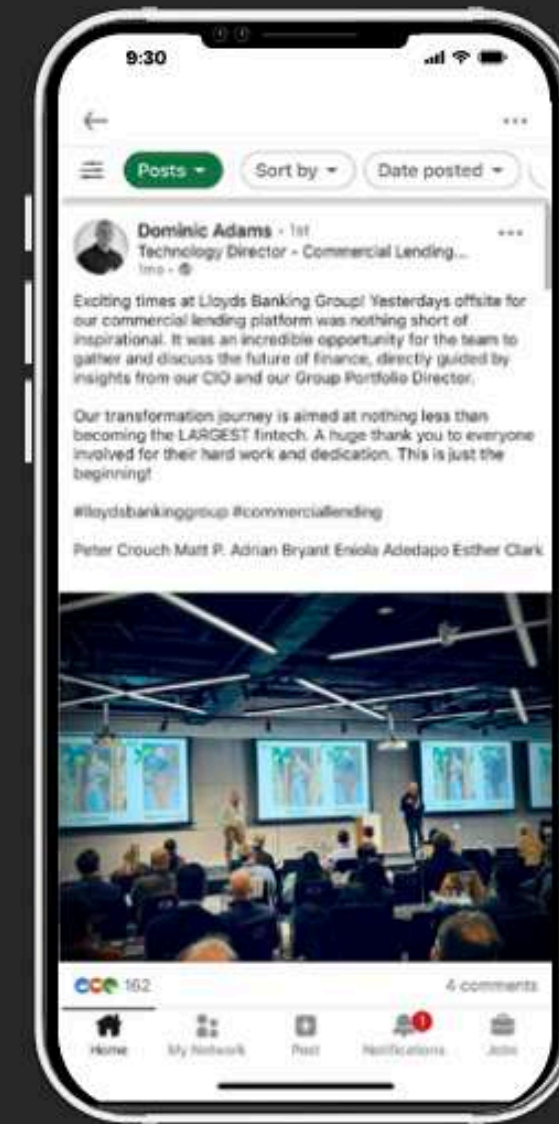 9:30
Posts
Sort by
Date posted
Dominic Adams · 1st
Technology Director - Commercial Lending...
1mo ·
Exciting times at Lloyds Banking Group! Yesterdays offsite for
our commercial lending platform was nothing short of
inspirational. It was an incredible opportunity for the team to
gather and discuss the future of finance, directly guided by
insights from our CIO and our Group Portfolio Director.
Our transformation journey is aimed at nothing less than
becoming the LARGEST fintech. A huge thank you to everyone
involved for their hard work and dedication. This is just the
beginning!
#lloydsbankinggroup #commerciallending
Peter Crouch Matt P. Adrian Bryant Eniola Adedapo Esther Clark
162
4 comments
1
Home
My Network
Post
Notifications
Jobs